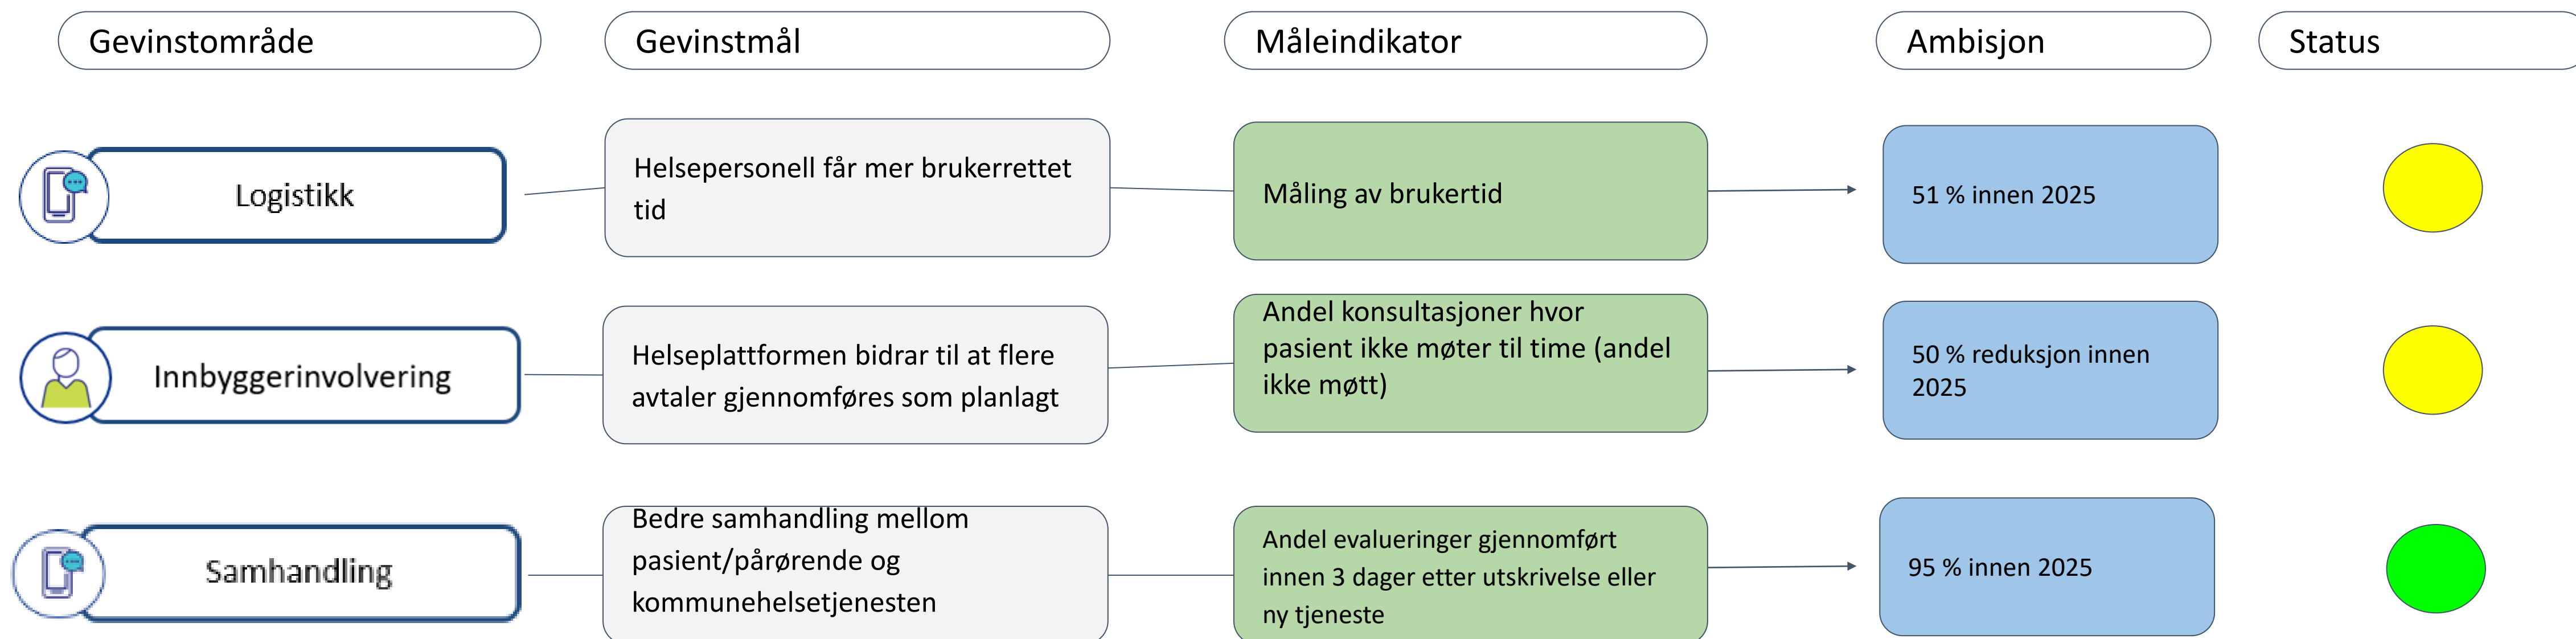 Gevinstområde
Gevinstmål
Måleindikator
Ambisjon
Status
Logistikk
Helsepersonell får mer brukerrettet
tid
Måling av brukertid
51 % innen 2025
Innbyggerinvolvering
Helseplattformen bidrar til at flere
avtaler gjennomføres som planlagt
Andel konsultasjoner hvor
pasient ikke møter til time (andel
ikke møtt)
50 % reduksjon innen
2025
Samhandling
Bedre samhandling mellom
pasient/pårørende og
kommunehelsetjenesten
Andel evalueringer gjennomført
innen 3 dager etter utskrivelse eller
ny tjeneste
95 % innen 2025